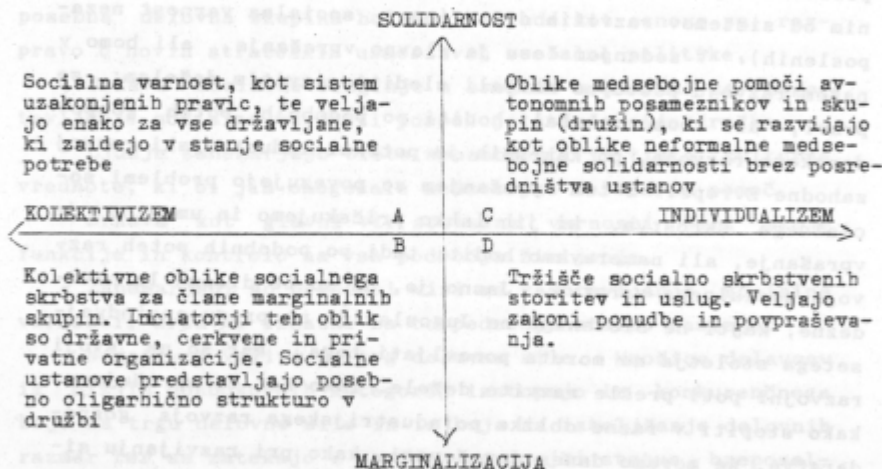 SOLIDARNOST
Socialna varnost, kot sistem
uzakonjenih pravic, te velja-
jo enako za vse državljane,
ki zaidejo v stanje socialne
potrebe
Oblike medsebojne pomoči av-
tonomnih posameznikov in sku-
pin (družin), ki se razvijajo
kot oblike neformalne medse-
bojne solidarnosti brez posre-
dništva ustanov
KOLEKTIVIZEM A C INDIVIDUALIZEM
B D
Kolektivne oblike socialnega
skrbstva za člane marginalnih
skupin. Iniciatorji teh oblik
so državne, cerkvene in pri-
vatne organizacije. Socialne
ustanove predstavljajo poseb-
no oligarhično strukturo v
družbi
Tržišče socialno skrbstvenih
storitev in uslug. Veljajo
zakoni ponudbe in povpraševa-
nja.
MARGINALIZACIJA